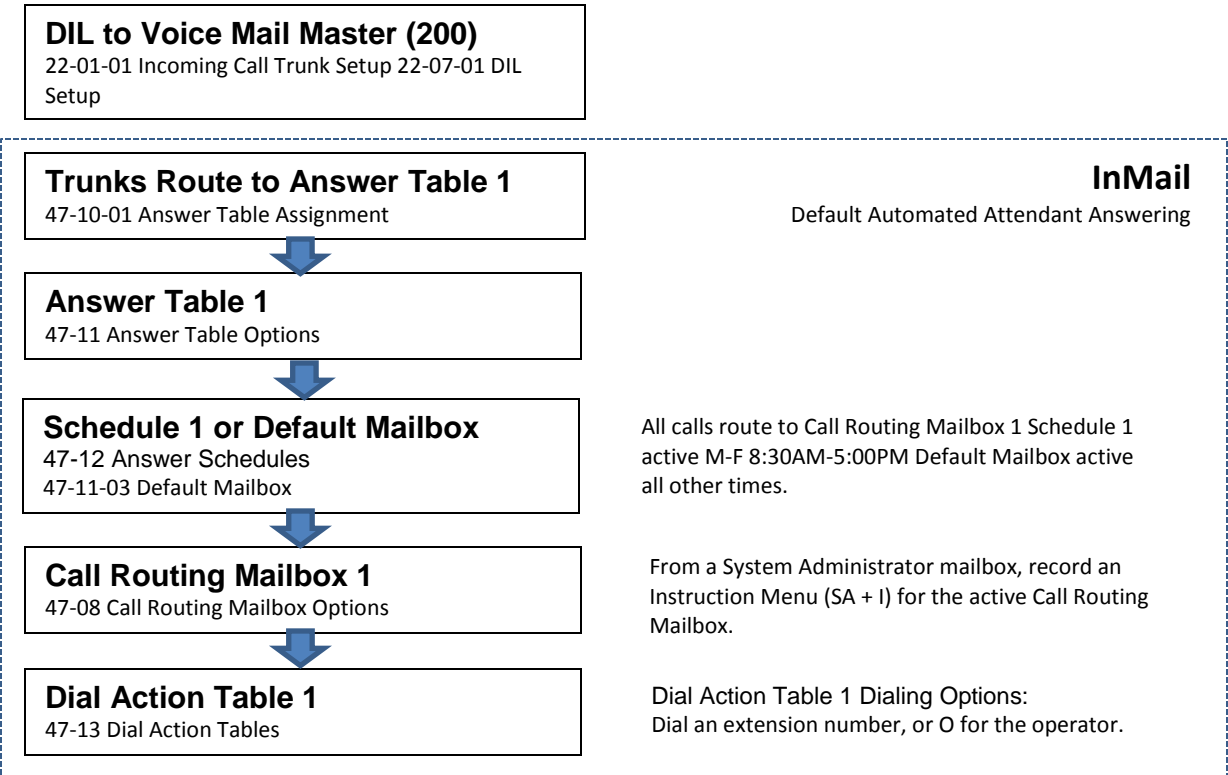 DIL to Voice Mail Master (200)
22-01-01 Incoming Call Trunk Setup 22-07-01 DIL
Setup
Trunks Route to Answer Table 1
47-10-01 Answer Table Assignment
InMail
Default Automated Attendant Answering
Answer Table 1
47-11 Answer Table Options
Schedule 1 or Default Mailbox
47-12 Answer Schedules
47-11-03 Default Mailbox
All calls route to Call Routing Mailbox 1 Schedule 1
active M-F 8:30AM-5:00PM Default Mailbox active
all other times.
Call Routing Mailbox 1
47-08 Call Routing Mailbox Options
From a System Administrator mailbox, record an
Instruction Menu (SA + I) for the active Call Routing
Mailbox.
Dial Action Table 1
47-13 Dial Action Tables
Dial Action Table 1 Dialing Options:
Dial an extension number, or O for the operator.